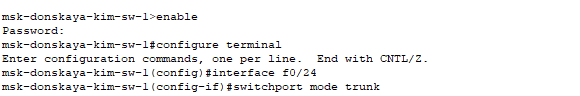 msk-donskaya-kim-sw-1>enable
Password:
msk-donskaya-kim-sw-1#configure terminal
Enter configuration commands, one per line.  End with CNTL/Z.
msk-donskaya-kim-sw-1(config)#interface f0/24
msk-donskaya-kim-sw-1(config-if)#switchport mode trunk